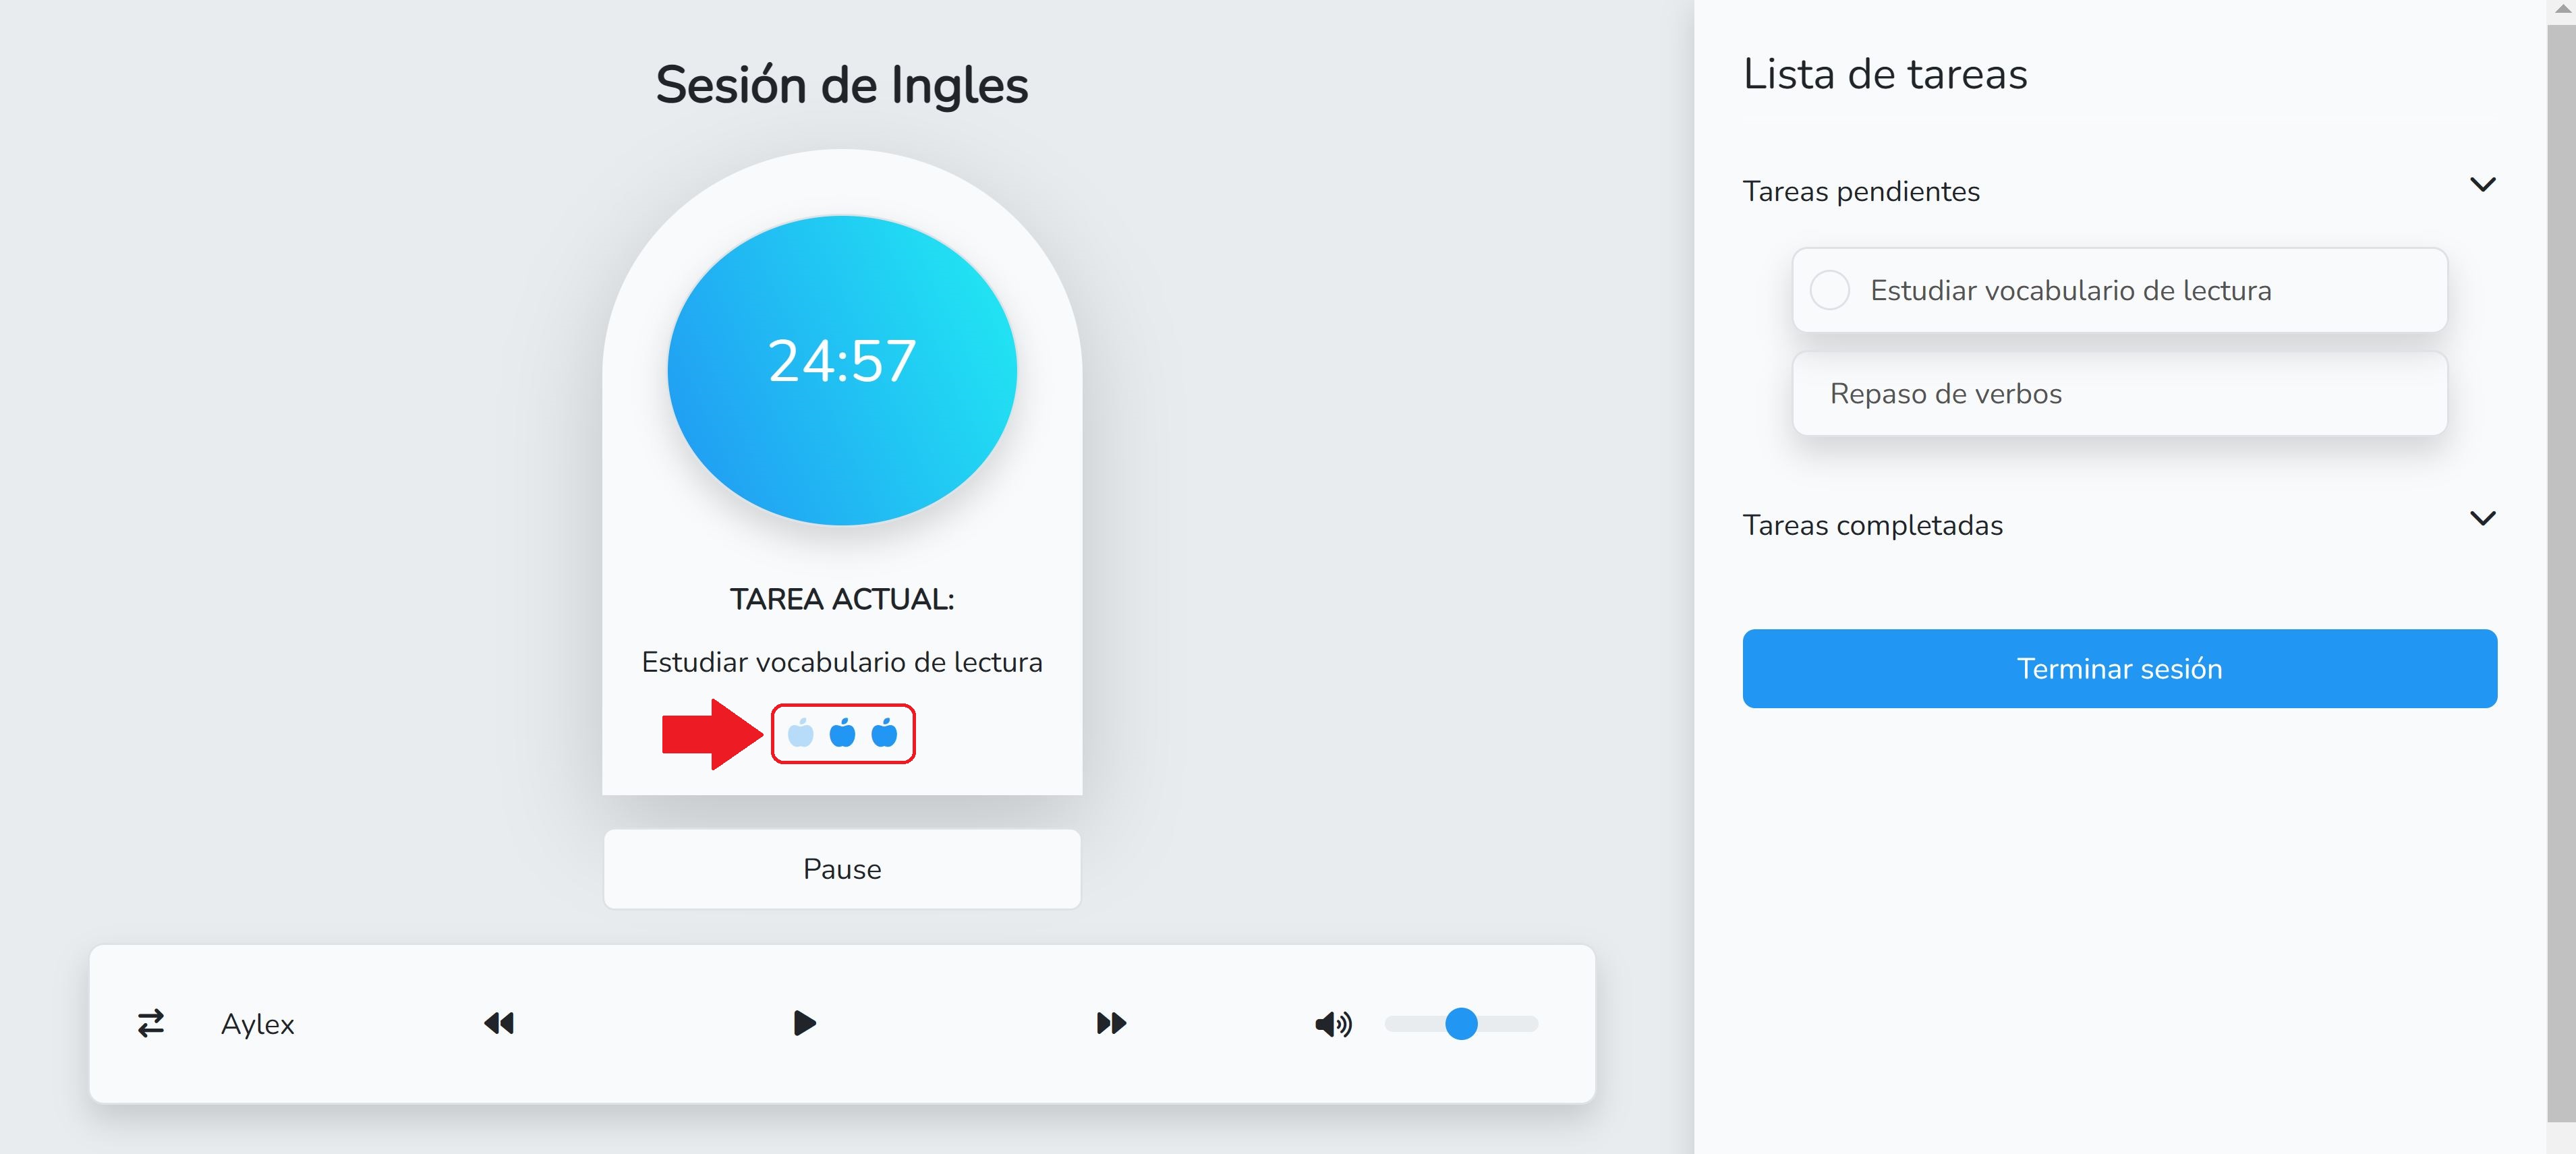 Sesión de Ingles
24:57
TAREA ACTUAL:
Estudiar vocabulario de lectura
Pause
Aylex
Lista de tareas
Tareas pendientes
Estudiar vocabulario de lectura
Repaso de verbos
Tareas completadas
Terminar sesión